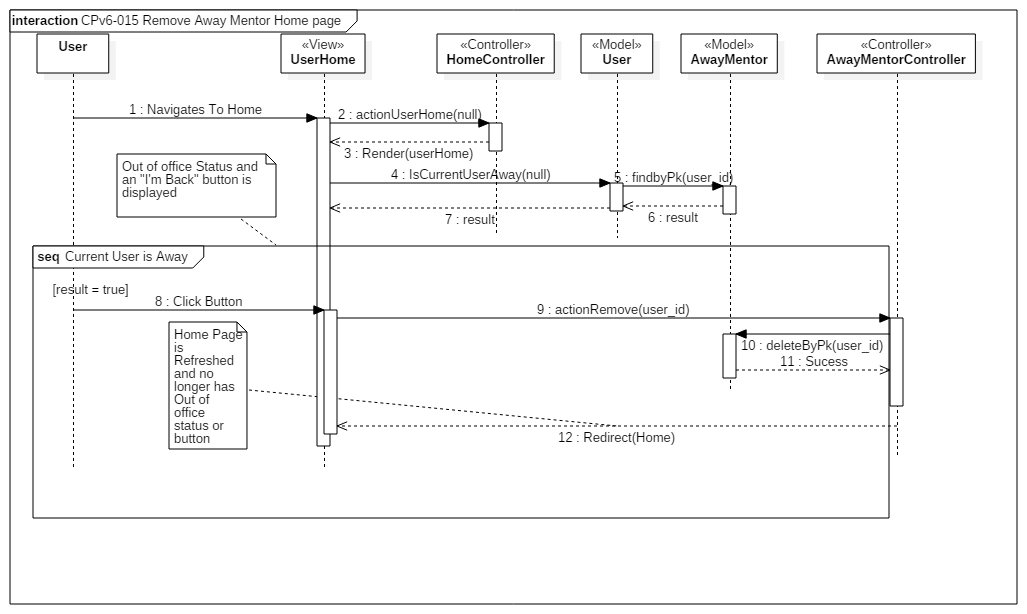 interaction CPv6-015 Remove Away Mentor Home page
User
«View»
UserHome
«Controller»
HomeController
«Model»
User
«Model»
AwayMentor
«Controller»
AwayMentorController
1 : Navigates To Home
2 : actionUserHome(null)
3 : Render(userHome)
Out of office Status and
an "I'm Back" button is
displayed
4 : IsCurrentUserAway(null)
5 : findbyPk(user_id)
6 : result
7 : result
seq Current User is Away
[result = true]
8 : Click Button
9 : actionRemove(user_id)
Home Page
is
Refreshed
and no
longer has
Out of
office
status or
button
10 : deleteByPk(user_id)
11 : Sucess
12 : Redirect(Home)